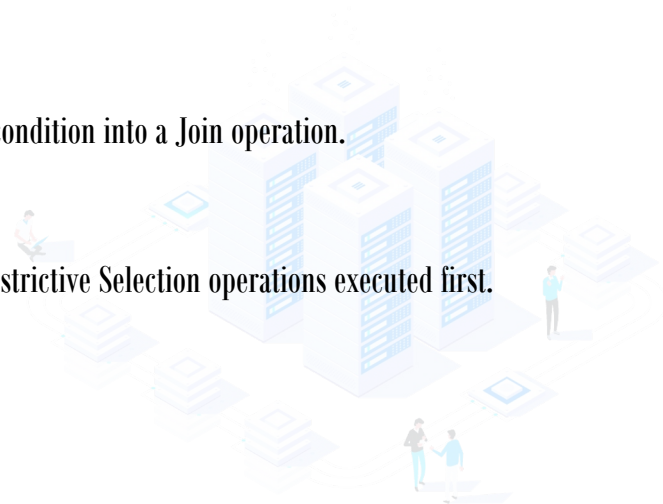 ondition into a Join operation.
strictive Selection operations executed first.